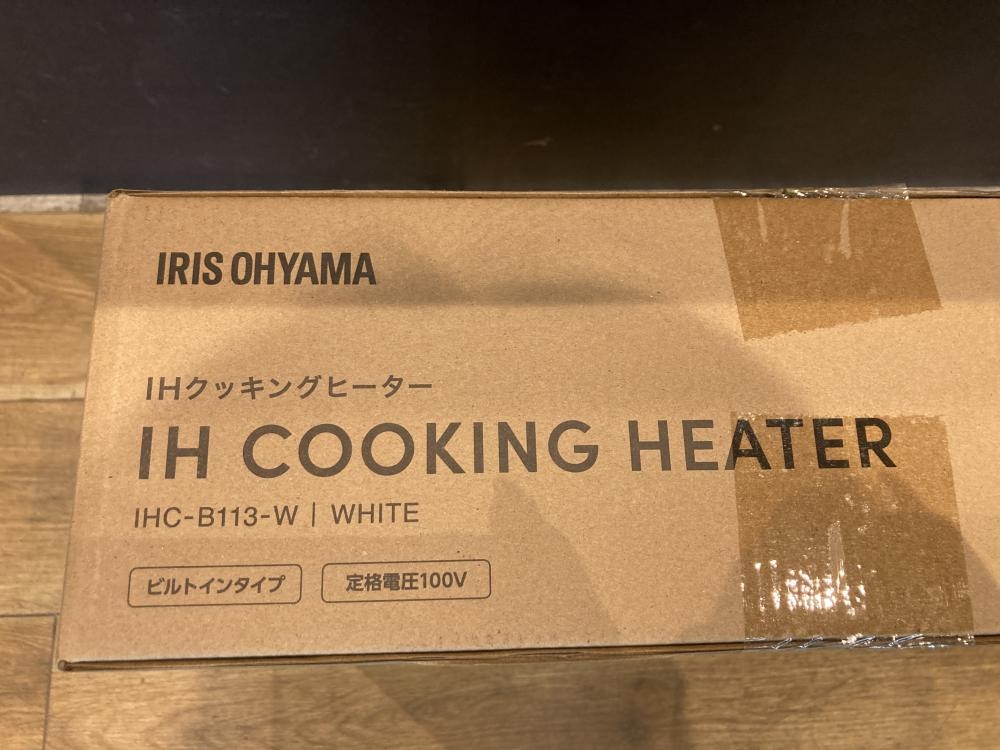 IRIS OHYAMA
IHクッキングヒーター
IH COOKING HEATER
IHC-B113-W | WHITE
ビルトインタイプ 定格電圧100V